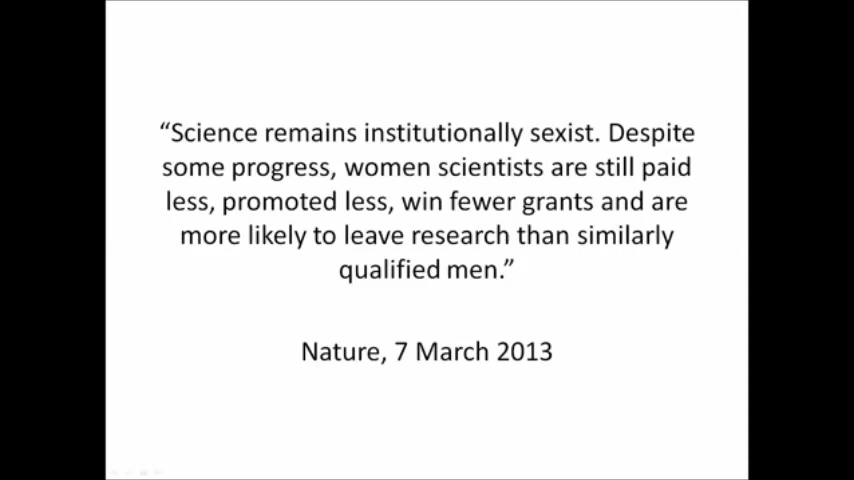 “Science remains institutionally sexist. Despite
some progress, women scientists are still paid
less, promoted less, win fewer grants and are
more likely to leave research than similarly
qualified men.”
Nature, 7 March 2013